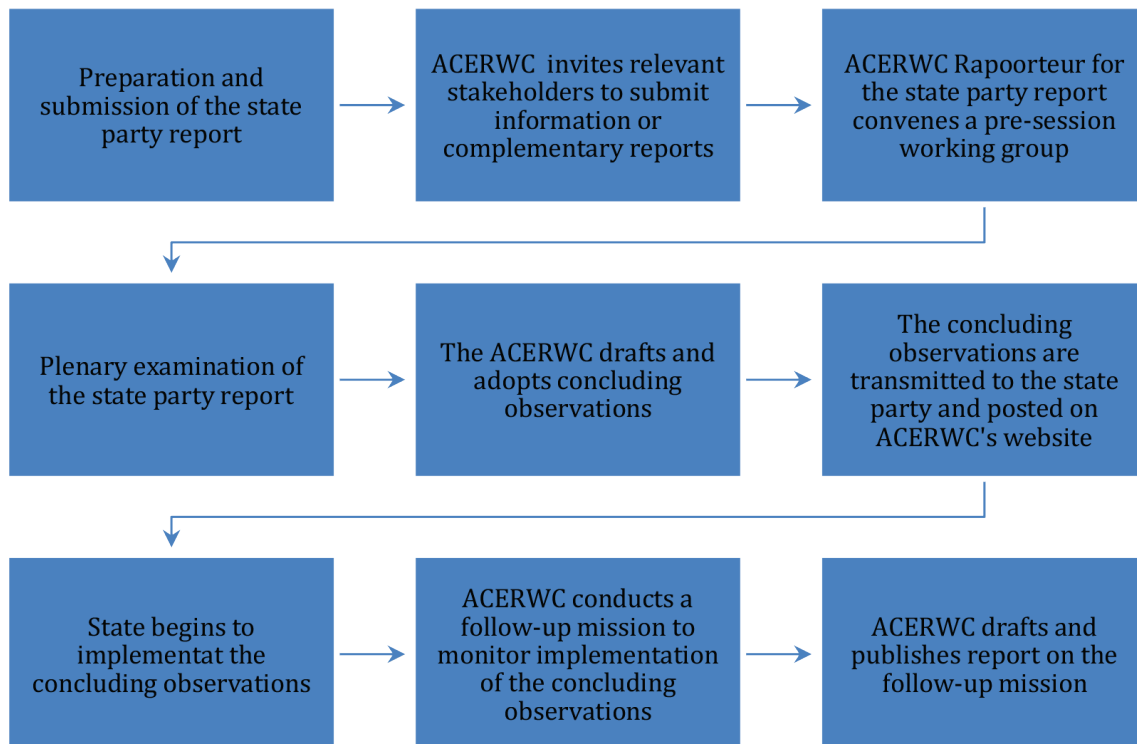 Preparation and
submission of the state
party report
ACERWC  invites relevant
stakeholders to submit
information or
complementary reports
ACERWC Rapoorteur for
the state party report
convenes a pre-session
working group
Plenary examination of
the state party report
The ACERWC drafts and
adopts concluding
observations
The concluding
observations are
transmitted to the state
party and posted on
ACERWC's website
State begins to
implementat the
concluding observations
ACERWC conducts a
follow-up mission to
monitor implementation
of the concluding
observations
ACERWC drafts and
publishes report on the
follow-up mission